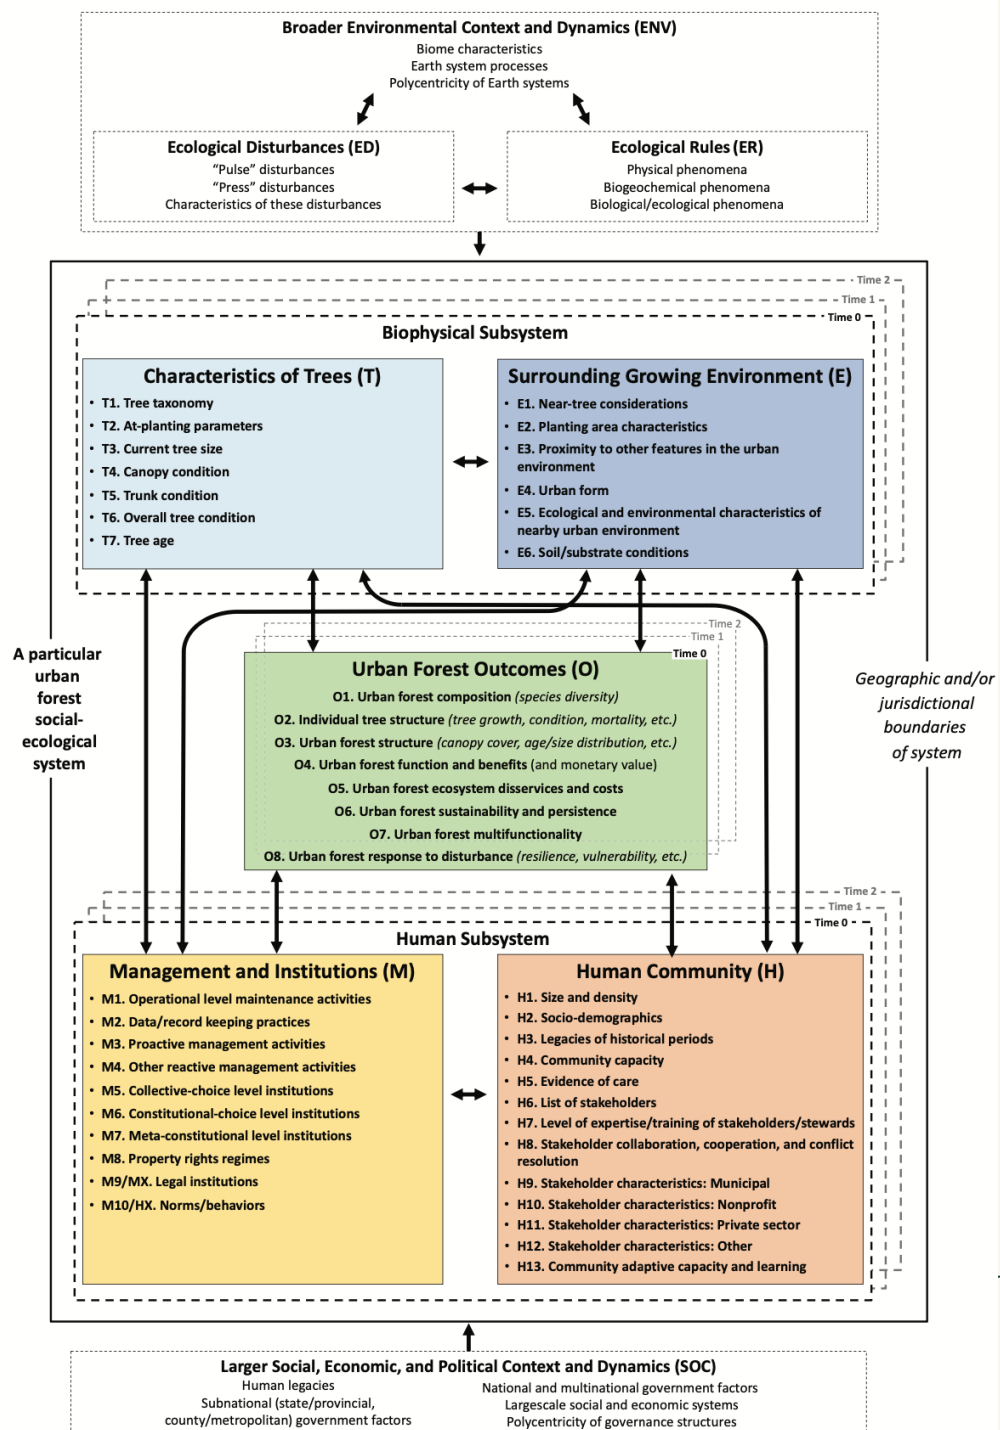 Broader Environmental Context and Dynamics (ENV)
Biome characteristics
Earth system processes
Polycentricity of Earth systems
Ecological Disturbances (ED)
“Pulse” disturbances
“Press” disturbances
Characteristics of these disturbances
Ecological Rules (ER)
Physical phenomena
Biogeochemical phenomena
Biological/ecological phenomena
Time 2
Time 1
Time 0
Biophysical Subsystem
Characteristics of Trees (T)
• T1. Tree taxonomy
• T2. At-planting parameters
• T3. Current tree size
• T4. Canopy condition
• T5. Trunk condition
• T6. Overall tree condition
• T7. Tree age
Surrounding Growing Environment (E)
• E1. Near-tree considerations
• E2. Planting area characteristics
• E3. Proximity to other features in the urban
environment
• E4. Urban form
• E5. Ecological and environmental characteristics of
nearby urban environment
• E6. Soil/substrate conditions
A particular
urban
forest
social-
ecological
system
Time 2
Time 1
Time 0
Urban Forest Outcomes (O)
O1. Urban forest composition (species diversity)
O2. Individual tree structure (tree growth, condition, mortality, etc.)
O3. Urban forest structure (canopy cover, age/size distribution, etc.)
O4. Urban forest function and benefits (and monetary value)
O5. Urban forest ecosystem disservices and costs
O6. Urban forest sustainability and persistence
O7. Urban forest multifunctionality
O8. Urban forest response to disturbance (resilience, vulnerability, etc.)
Geographic and/or
jurisdictional
boundaries
of system
Time 2
Time 1
Time 0
Human Subsystem
Management and Institutions (M)
• M1. Operational level maintenance activities
• M2. Data/record keeping practices
• M3. Proactive management activities
• M4. Other reactive management activities
• M5. Collective-choice level institutions
• M6. Constitutional-choice level institutions
• M7. Meta-constitutional level institutions
• M8. Property rights regimes
• M9/MX. Legal institutions
• M10/HX. Norms/behaviors
Human Community (H)
• H1. Size and density
• H2. Socio-demographics
• H3. Legacies of historical periods
• H4. Community capacity
• H5. Evidence of care
• H6. List of stakeholders
• H7. Level of expertise/training of stakeholders/stewards
• H8. Stakeholder collaboration, cooperation, and conflict
resolution
• H9. Stakeholder characteristics: Municipal
• H10. Stakeholder characteristics: Nonprofit
• H11. Stakeholder characteristics: Private sector
• H12. Stakeholder characteristics: Other
• H13. Community adaptive capacity and learning
Larger Social, Economic, and Political Context and Dynamics (SOC)
Human legacies
Subnational (state/provincial,
county/metropolitan) government factors
National and multinational government factors
Largescale social and economic systems
Polycentricity of governance structures